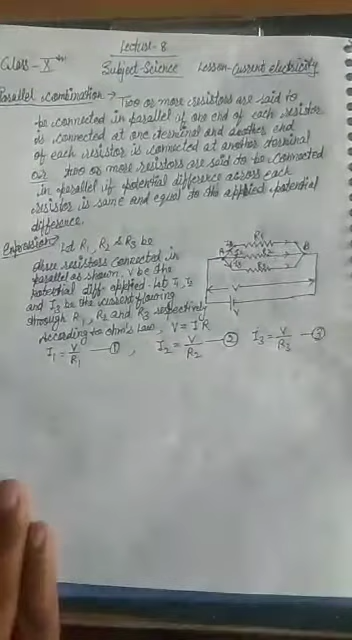 Lecture-8
Class-Xth Subject-Science Lesson-Current electricity
Parallel combination → Two or more resistors are said to
be connected in parallel if one end of each resistor
is connected at one terminal and another end
of each resistor is connected at another terminal
or two or more resistors are said to be connected
in parallel if potential difference across each
resistor is same and equal to the applied potential
difference.
Expression → Let R1, R2 & R3 be
three resistors connected in
parallel as shown. V be the
potential diff. applied. Let I1, I2
and I3 be the current flowing
through R1, R2 and R3 respectively
According to ohm's law, V = IR
I1 = V/R1 — ① , I2 = V/R2 — ② I3 = V/R3 — ③
R1
A
B
V
V